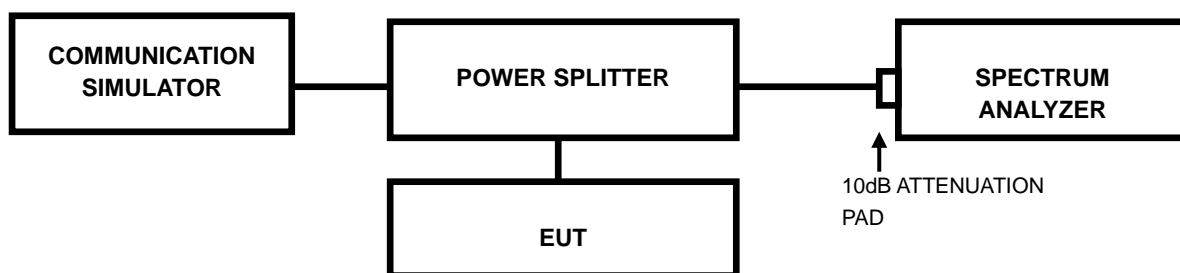 COMMUNICATION
SIMULATOR
POWER SPLITTER
SPECTRUM
ANALYZER
10dB ATTENUATION
PAD
EUT